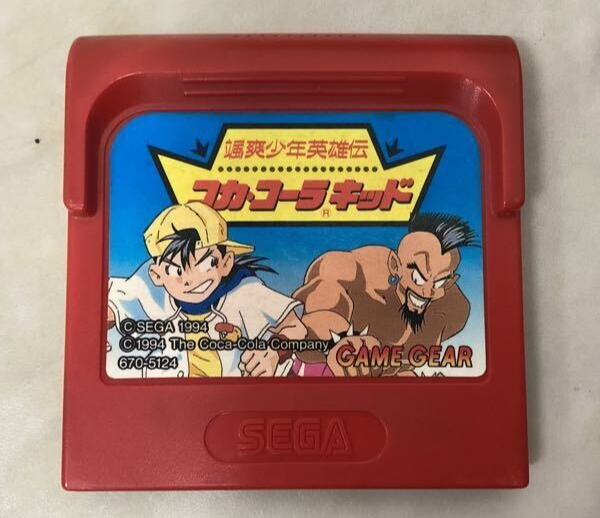 颯爽少年英雄伝
コカ・コーラ キッド
®
© SEGA 1994
© 1994 The Coca-Cola Company
670-5124
GAME GEAR
SEGA